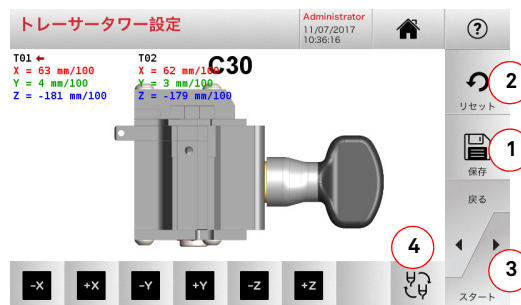 トレーサータワー設定
Administrator
11/07/2017
10:36:16
?
T01
X = 63 mm/100
Y = 4 mm/100
Z = -181 mm/100
T02
X = 62 mm/100
Y = 3 mm/100
Z = -179 mm/100
C30
2
リセット
1
保存
戻る
4
3
スタート
-X
+X
-Y
+Y
-Z
+Z